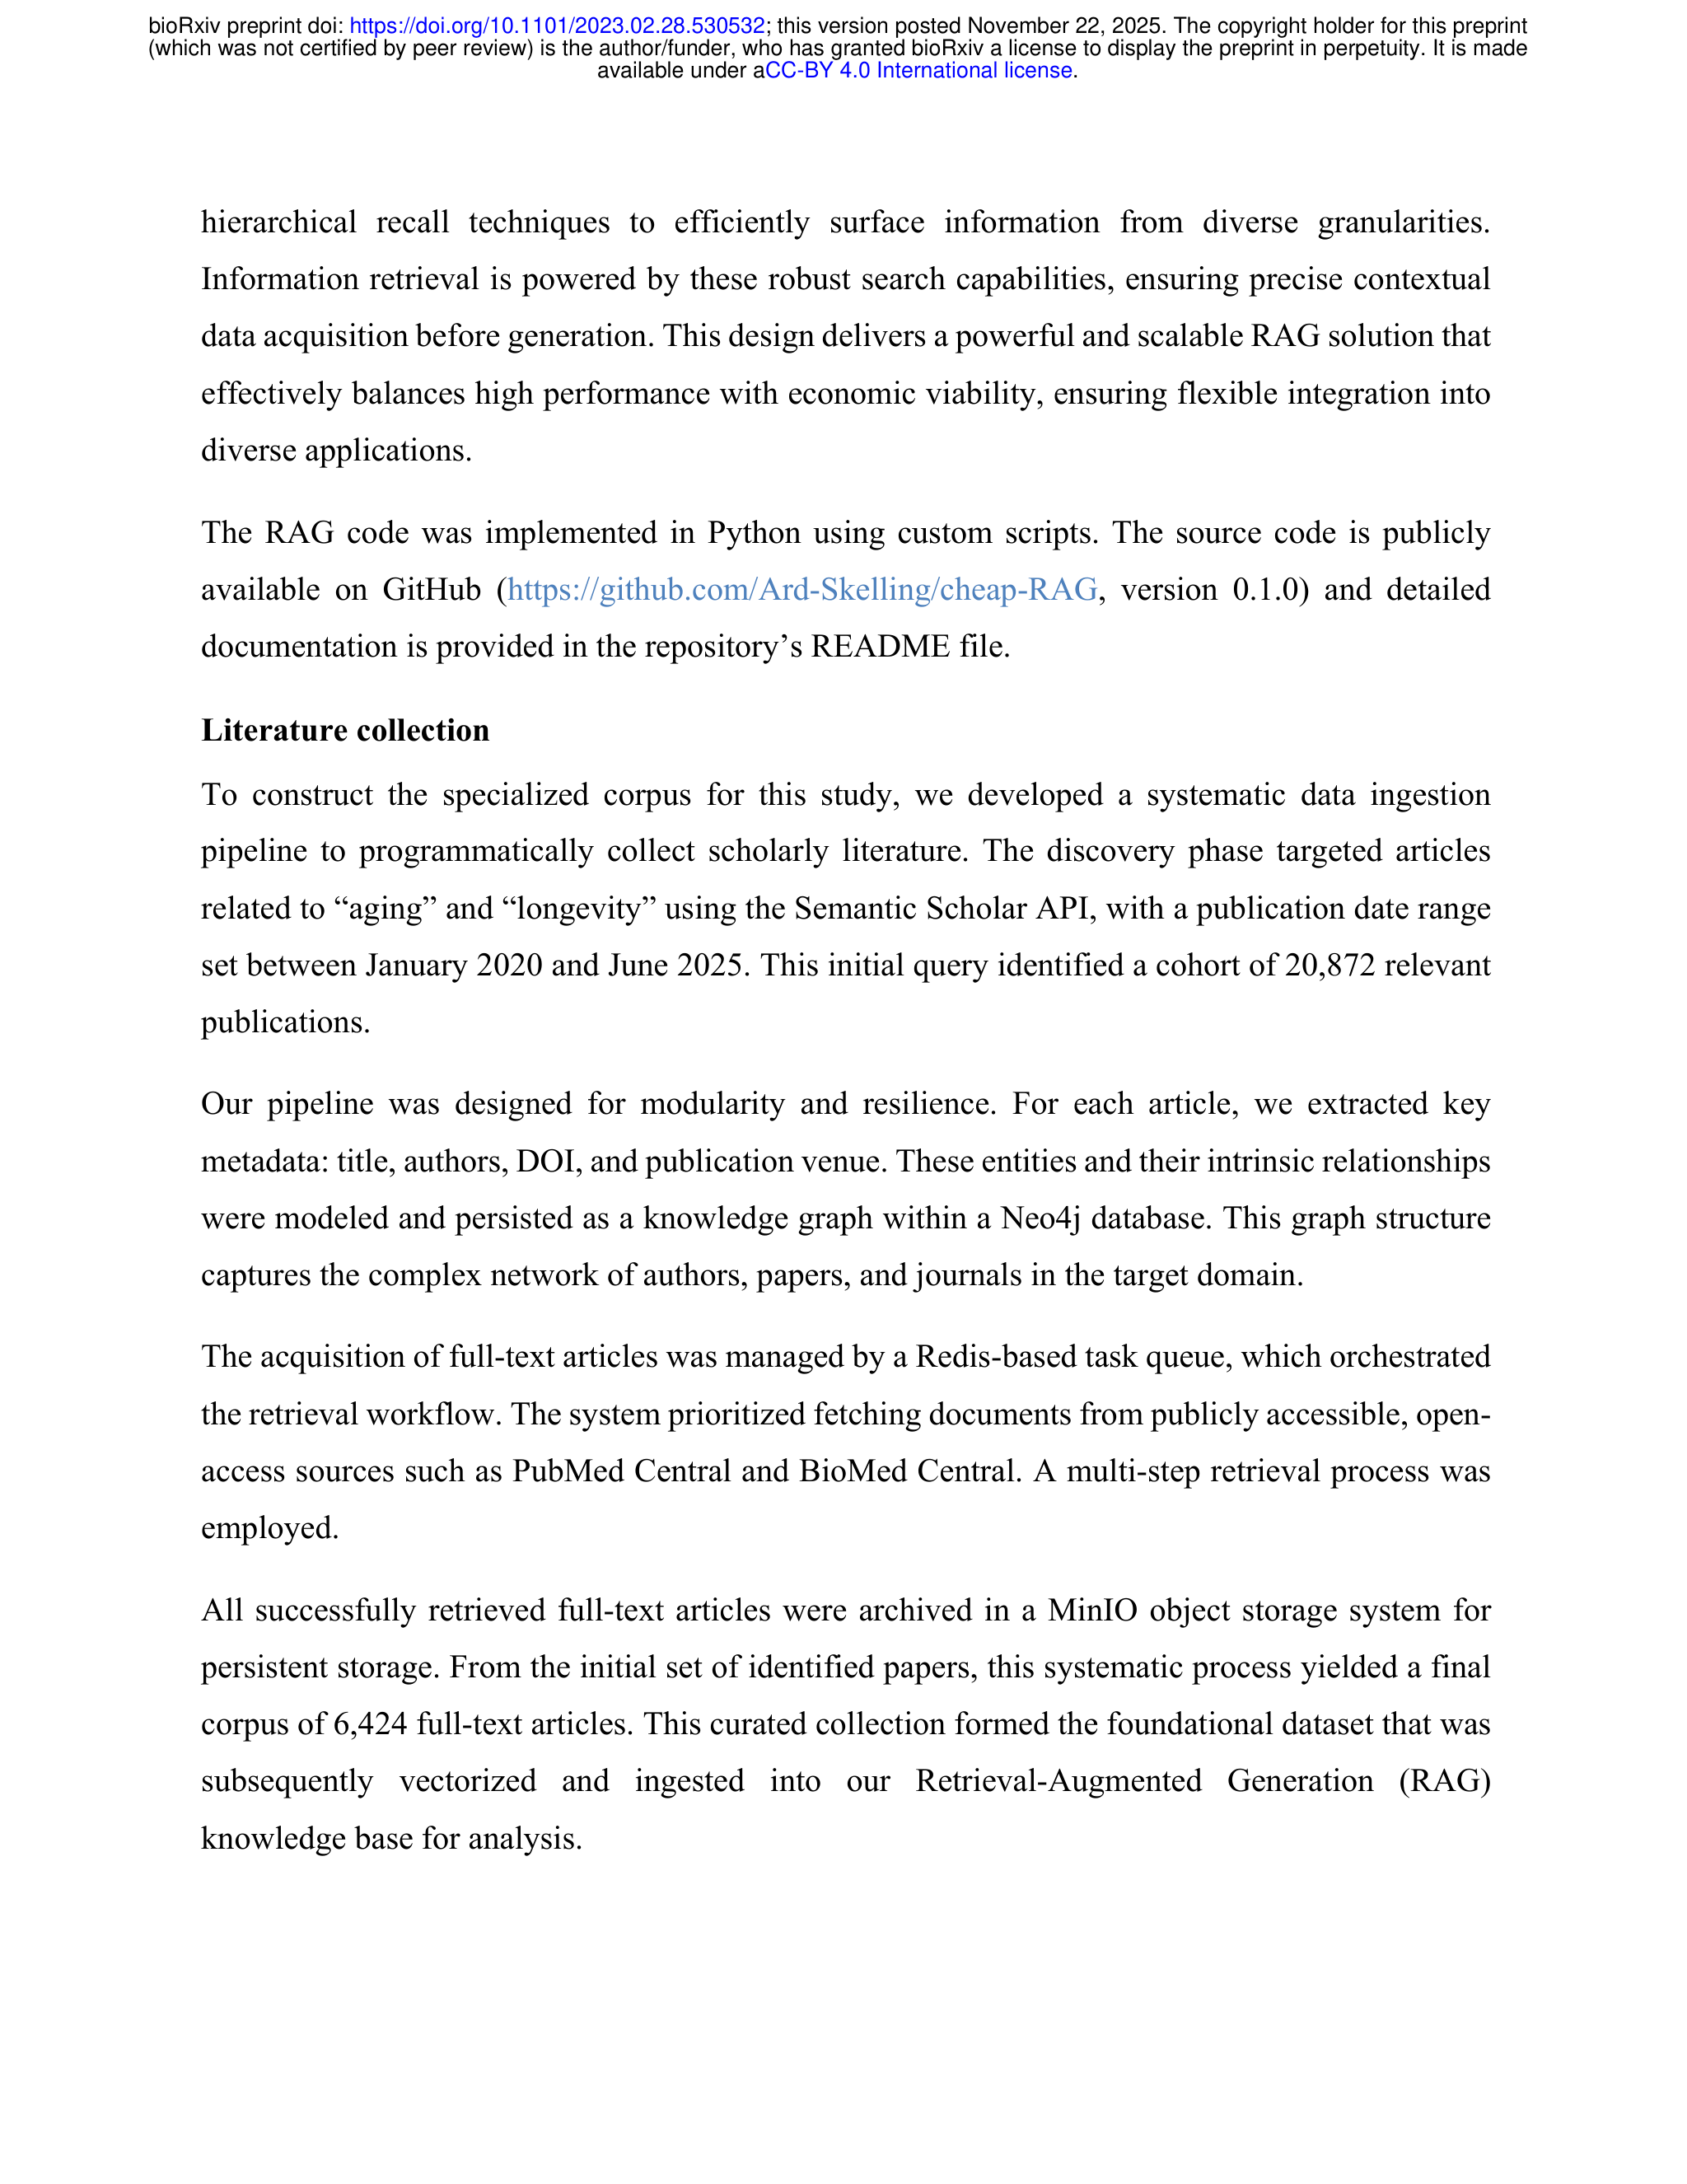 bioRxiv preprint doi: https://doi.org/10.1101/2023.02.28.530532; this version posted November 22, 2025. The copyright holder for this preprint
(which was not certified by peer review) is the author/funder, who has granted bioRxiv a license to display the preprint in perpetuity. It is made
available under aCC-BY 4.0 International license.
hierarchical recall techniques to efficiently surface information from diverse granularities.
Information retrieval is powered by these robust search capabilities, ensuring precise contextual
data acquisition before generation. This design delivers a powerful and scalable RAG solution that
effectively balances high performance with economic viability, ensuring flexible integration into
diverse applications.
The RAG code was implemented in Python using custom scripts. The source code is publicly
available on GitHub (https://github.com/Ard-Skelling/cheap-RAG, version 0.1.0) and detailed
documentation is provided in the repository’s README file.
Literature collection
To construct the specialized corpus for this study, we developed a systematic data ingestion
pipeline to programmatically collect scholarly literature. The discovery phase targeted articles
related to “aging” and “longevity” using the Semantic Scholar API, with a publication date range
set between January 2020 and June 2025. This initial query identified a cohort of 20,872 relevant
publications.
Our pipeline was designed for modularity and resilience. For each article, we extracted key
metadata: title, authors, DOI, and publication venue. These entities and their intrinsic relationships
were modeled and persisted as a knowledge graph within a Neo4j database. This graph structure
captures the complex network of authors, papers, and journals in the target domain.
The acquisition of full-text articles was managed by a Redis-based task queue, which orchestrated
the retrieval workflow. The system prioritized fetching documents from publicly accessible, open-
access sources such as PubMed Central and BioMed Central. A multi-step retrieval process was
employed.
All successfully retrieved full-text articles were archived in a MinIO object storage system for
persistent storage. From the initial set of identified papers, this systematic process yielded a final
corpus of 6,424 full-text articles. This curated collection formed the foundational dataset that was
subsequently vectorized and ingested into our Retrieval-Augmented Generation (RAG)
knowledge base for analysis.